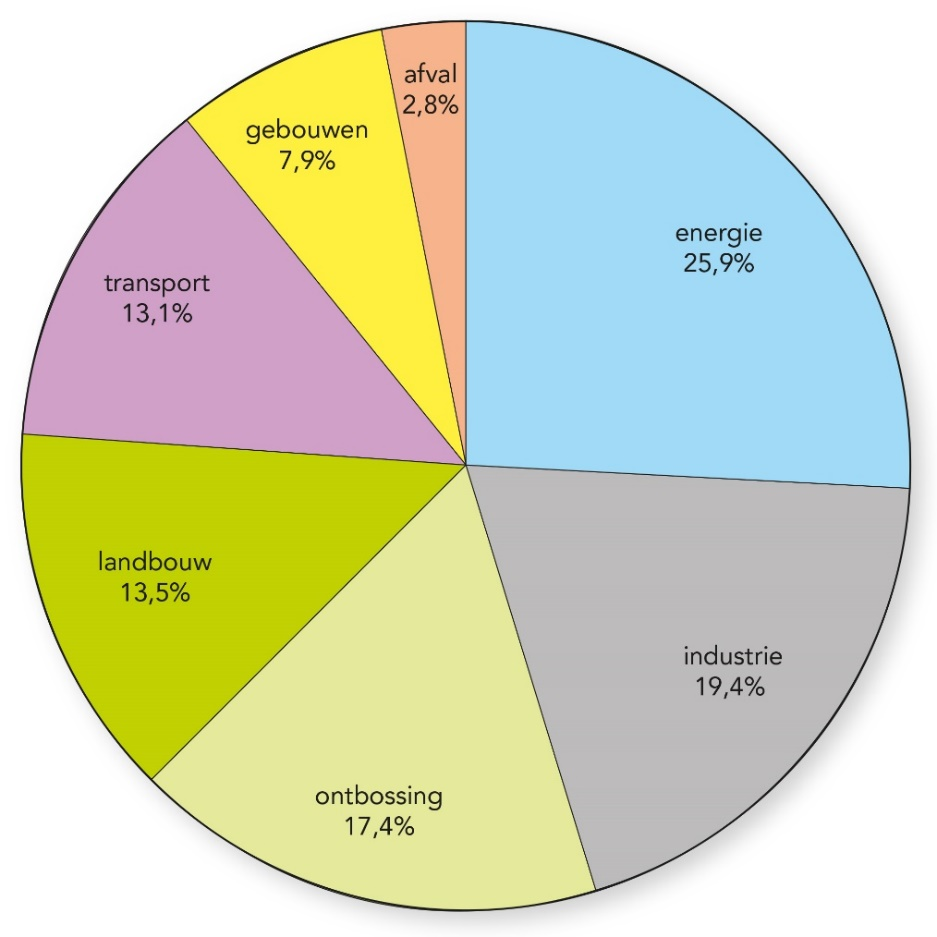 afval
2,8%
gebouwen
7,9%
energie
25,9%
transport
13,1%
landbouw
13,5%
industrie
19,4%
ontbossing
17,4%